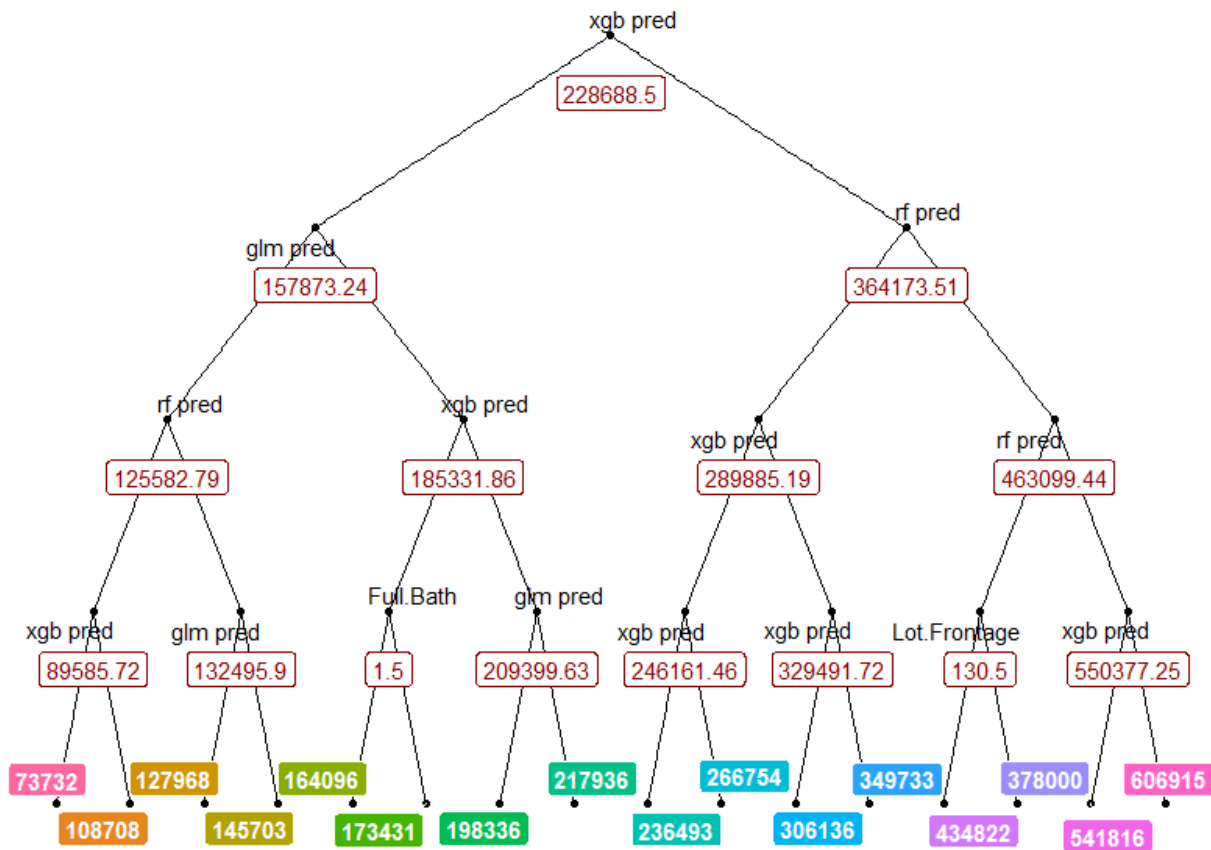 xgb pred
228688.5
glm pred
rf pred
157873.24
364173.51
rf pred
xgb pred
xgb pred
rf pred
125582.79
185331.86
289885.19
463099.44
xgb pred
glm pred
Full.Bath
glm pred
xgb pred
xgb pred
Lot.Frontage
xgb pred
89585.72
132495.9
1.5
209399.63
246161.46
329491.72
130.5
550377.25
73732
127968
164096
217936
266754
349733
378000
606915
108708
145703
173431
198336
236493
306136
434822
541816